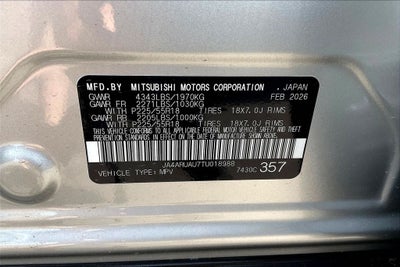 MFD.BY MITSUBISHI MOTORS CORPORATION , JAPAN
GVWR 4343LBS/1970KG FEB 2026
GAWR FR 2271LBS/1030KG
P225/55R18 TIRES 18X7.0J RIMS
GAWR RR 2205LBS/1000KG
P225/55R18 TIRES 18X7.0J RIMS
THIS VEHICLE CONFORMS TO ALL APPLICABLE FEDERAL MOTOR VEHICLE SAFETY, BUMPER AND THEFT PREVENTION STANDARDS IN EFFECT ON THE DATE OF MANUFACTURE SHOWN ABOVE.
JA4ARUAU7TU018988
VEHICLE TYPE: MPV 7430C 357